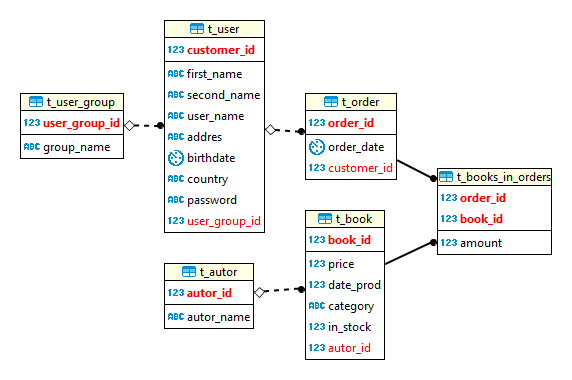 t_user
123 customer_id
ABC first_name
ABC second_name
ABC user_name
ABC addres
birthdate
ABC country
ABC password
123 user_group_id
t_user_group
123 user_group_id
ABC group_name
t_order
123 order_id
order_date
123 customer_id
t_books_in_orders
123 order_id
123 book_id
123 amount
t_book
123 book_id
123 price
123 date_prod
ABC category
123 in_stock
123 autor_id
t_autor
123 autor_id
ABC autor_name